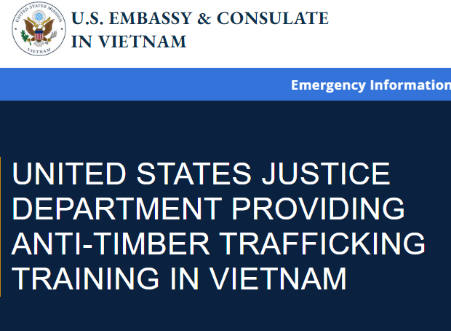 U.S. EMBASSY & CONSULATE
IN VIETNAM
Emergency Information
UNITED STATES JUSTICE
DEPARTMENT PROVIDING
ANTI-TIMBER TRAFFICKING
TRAINING IN VIETNAM